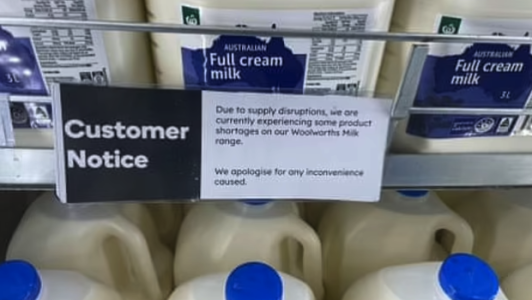 AUSTRALIAN
Full cream
milk
AUSTRALIAN
Full cream
milk
3L
3L
Customer
Notice
Due to supply disruptions, we are
currently experiencing some product
shortages on our Woolworths Milk
range.
We apologise for any inconvenience
caused.